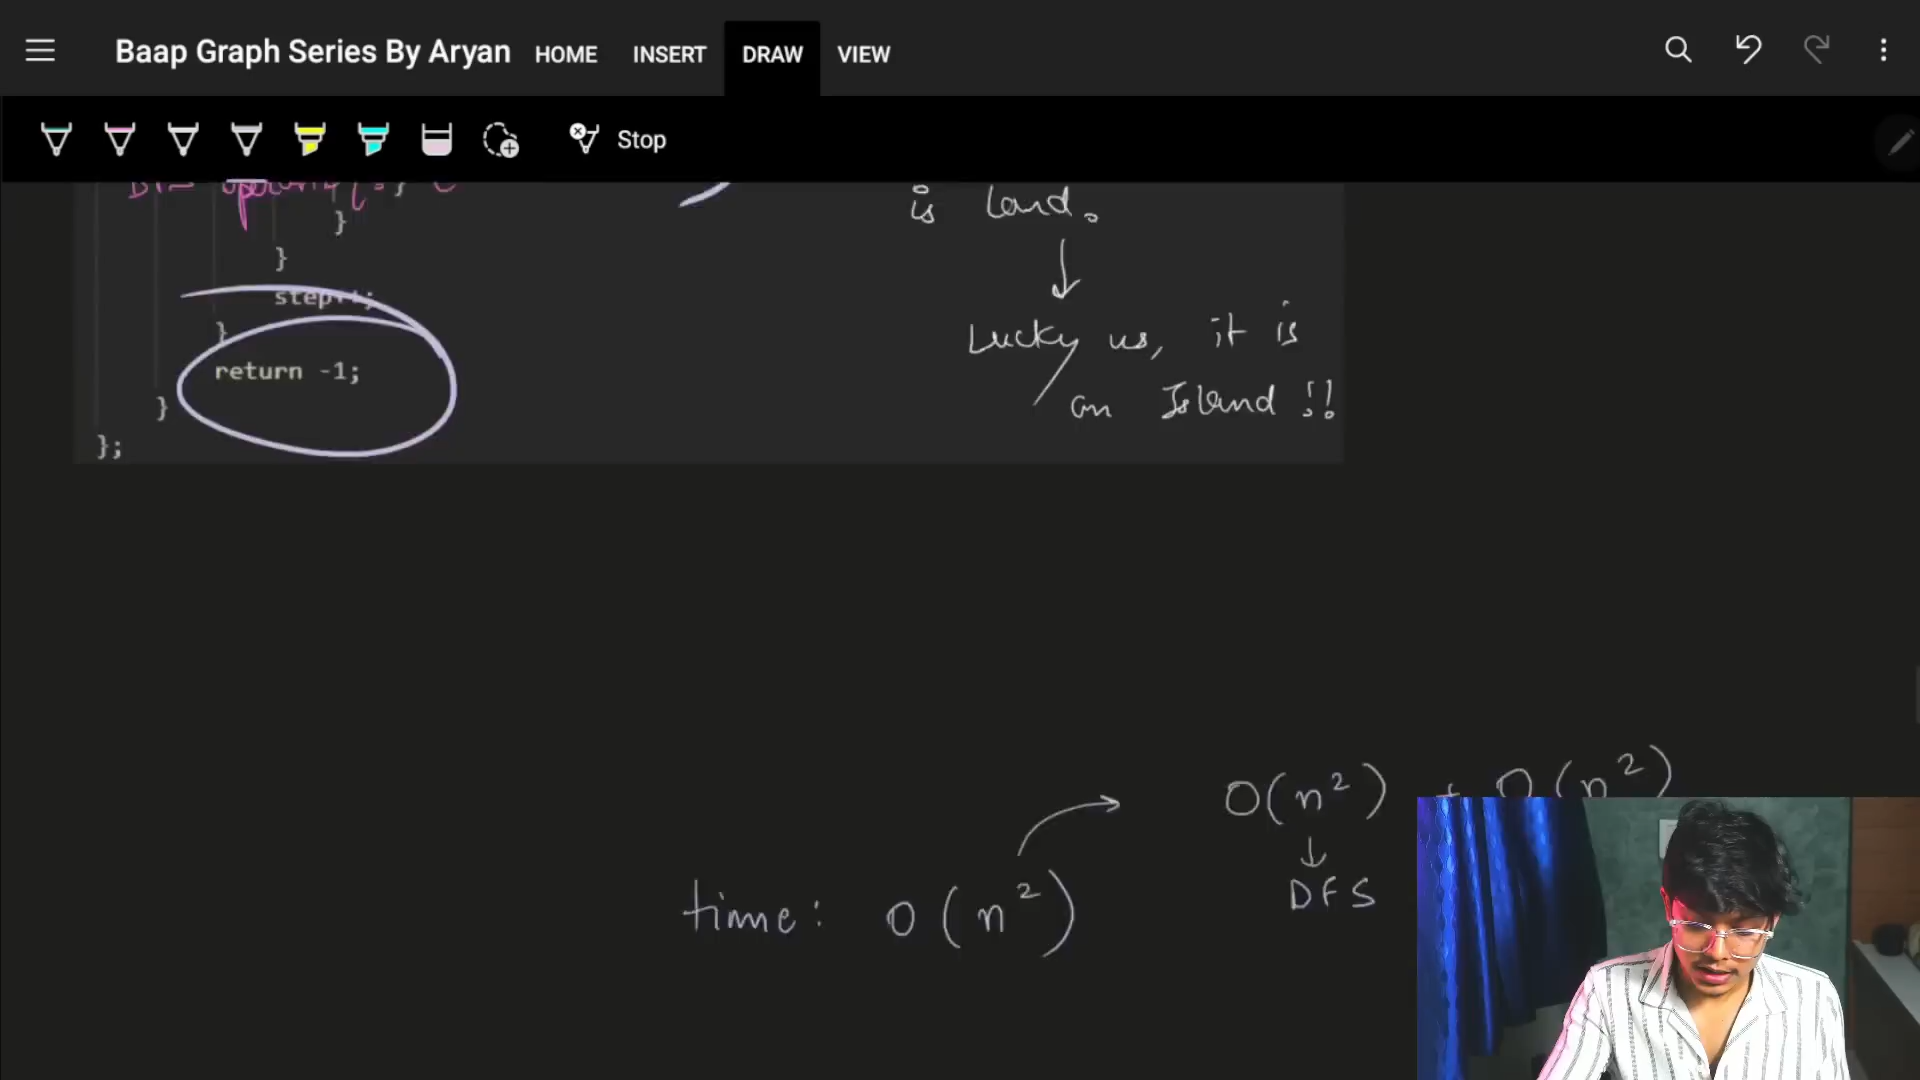 Baap Graph Series By Aryan HOME INSERT DRAW VIEW
Stop
}
is Land.
}
step++;
}
Lucky us, it is
return -1;
an Island !!
}
};
O(n²) + O(n²)
time: O(n²)
DFS